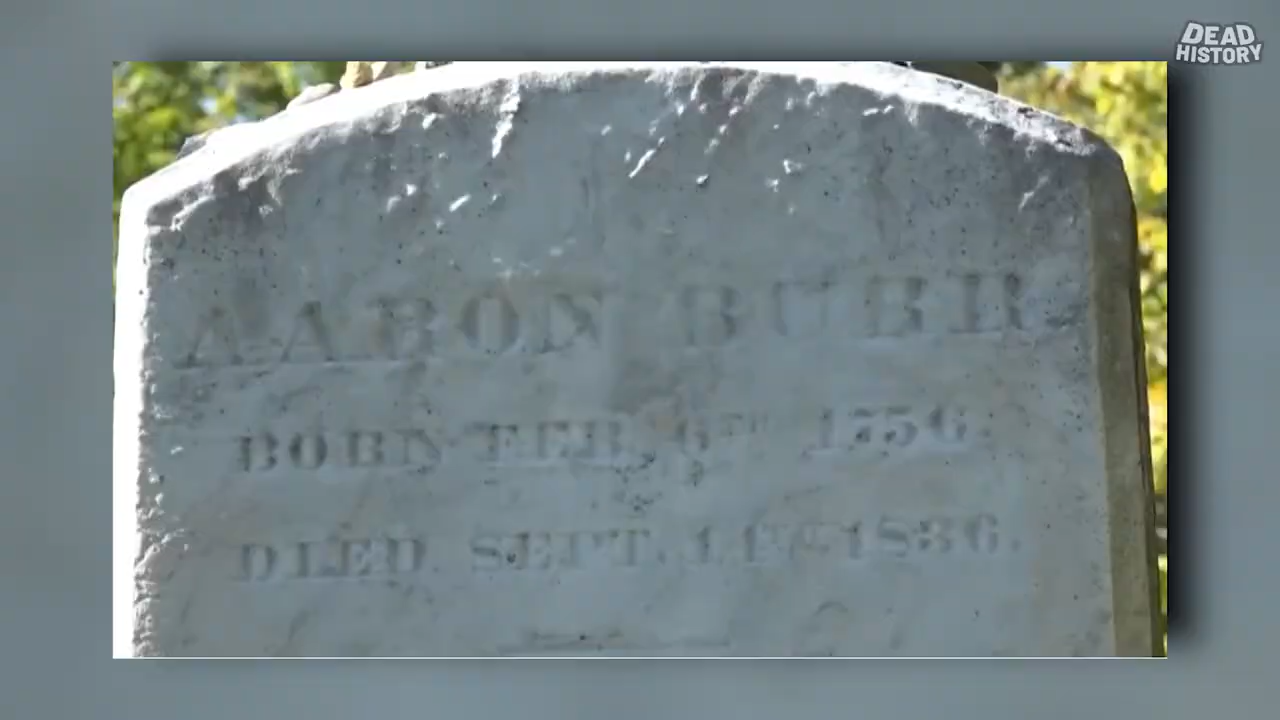 DEAD
HISTORY
AARON BURR
BORN FEB. 6TH 1756.
DIED SEPT. 14TH 1836.